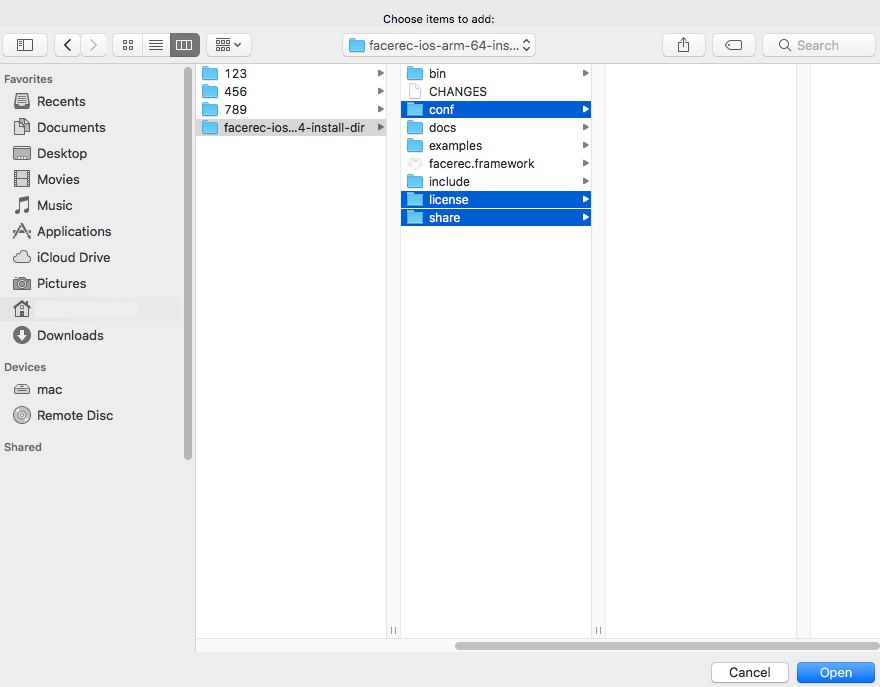 Choose items to add:
facerec-ios-arm-64-ins...
Search
Favorites
Recents
Documents
Desktop
Movies
Music
Applications
iCloud Drive
Pictures
Downloads
Devices
mac
Remote Disc
Shared
123
456
789
facerec-ios...4-install-dir
bin
CHANGES
conf
docs
examples
facerec.framework
include
license
share
Cancel
Open